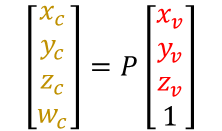 [x_c y_c z_c w_c] = P [x_v y_v z_v 1]